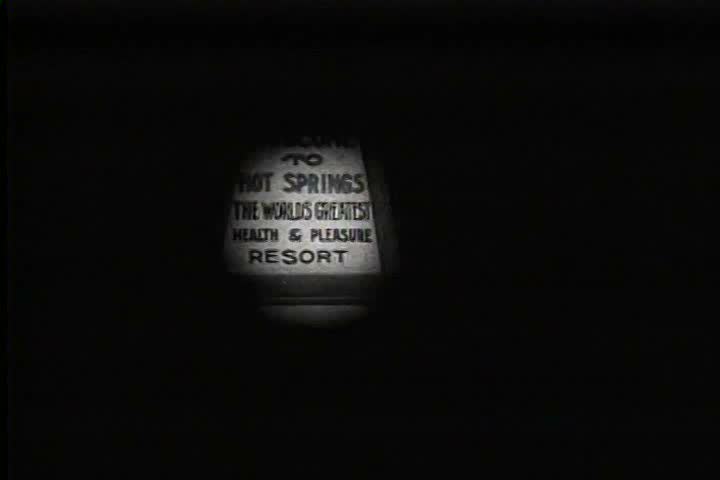 TO
HOT SPRINGS
THE WORLD'S GREATEST
HEALTH & PLEASURE
RESORT